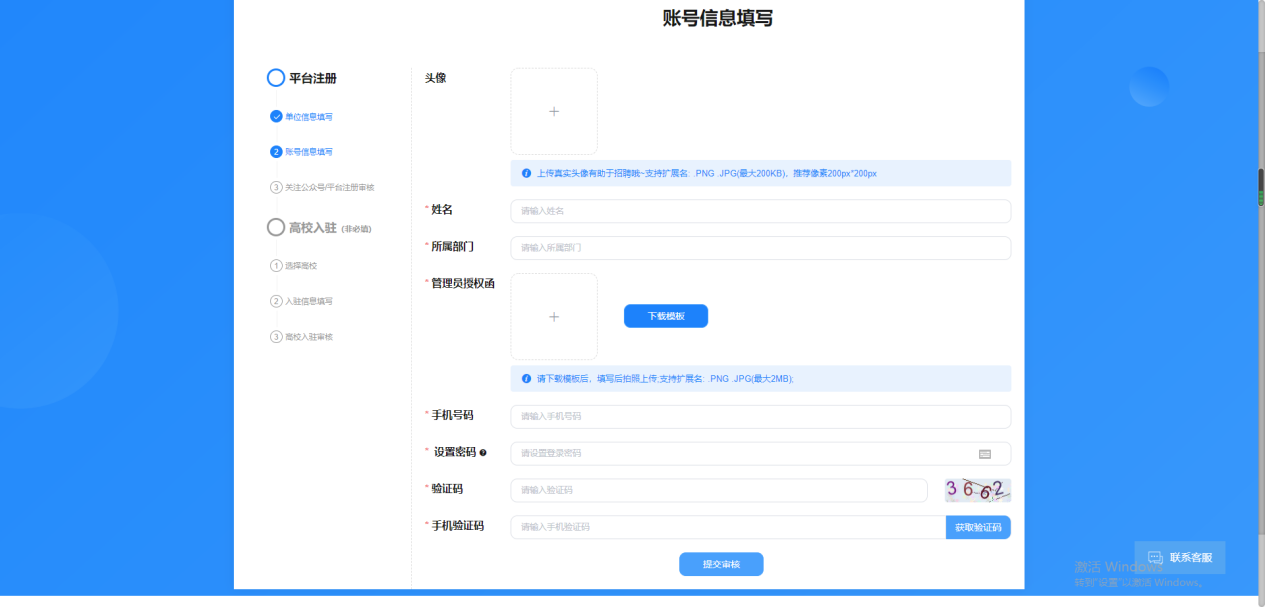 账号信息填写
平台注册
单位信息填写
2 账号信息填写
3 关注公众号/平台注册审核
高校入驻 (非必填)
1 选择高校
2 入驻信息填写
3 高校入驻审核
头像
+
上传真实头像有助于招聘哦~支持扩展名: .PNG .JPG(最大200KB)，推荐像素200px*200px
* 姓名
请输入姓名
* 所属部门
请输入所属部门
* 管理员授权函
+
下载模板
请下载模板后，填写后拍照上传;支持扩展名: .PNG .JPG(最大2MB);
* 手机号码
请输入手机号码
* 设置密码 ?
请设置登录密码
* 验证码
请输入验证码
3662
* 手机验证码
请输入手机验证码
获取验证码
提交审核
联系客服
激活 Windows
转到"设置"以激活 Windows。